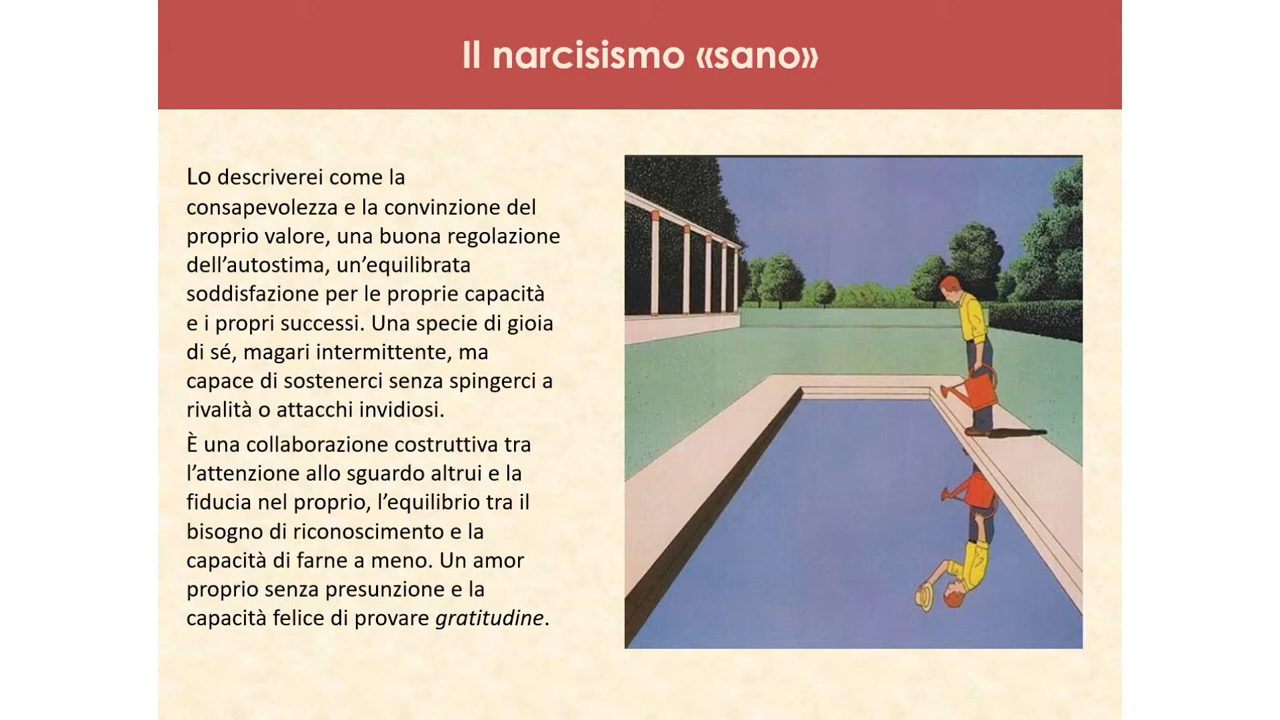 Il narcisismo «sano»
Lo descriverei come la
consapevolezza e la convinzione del
proprio valore, una buona regolazione
dell’autostima, un’equilibrata
soddisfazione per le proprie capacità
e i propri successi. Una specie di gioia
di sé, magari intermittente, ma
capace di sostenerci senza spingerci a
rivalità o attacchi invidiosi.
È una collaborazione costruttiva tra
l’attenzione allo sguardo altrui e la
fiducia nel proprio, l’equilibrio tra il
bisogno di riconoscimento e la
capacità di farne a meno. Un amor
proprio senza presunzione e la
capacità felice di provare gratitudine.